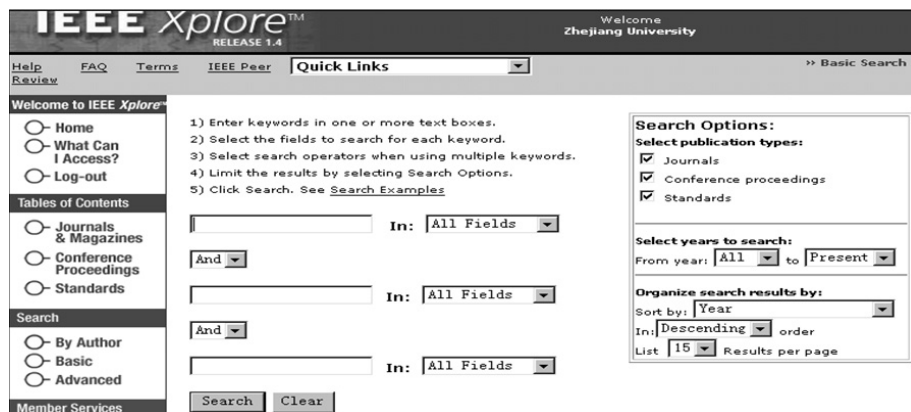 IEEE Xplore™
RELEASE 1.4
Welcome
Zhejiang University
Help FAQ Terms IEEE Peer Review
Quick Links
» Basic Search
Welcome to IEEE Xplore™
Home
What Can I Access?
Log-out
Tables of Contents
Journals & Magazines
Conference Proceedings
Standards
Search
By Author
Basic
Advanced
Member Services
1) Enter keywords in one or more text boxes.
2) Select the fields to search for each keyword.
3) Select search operators when using multiple keywords.
4) Limit the results by selecting Search Options.
5) Click Search. See Search Examples
In: All Fields
And
In: All Fields
And
In: All Fields
Search Clear
Search Options:
Select publication types:
Journals
Conference proceedings
Standards
Select years to search:
From year: All to Present
Organize search results by:
Sort by: Year
In: Descending order
List 15 Results per page